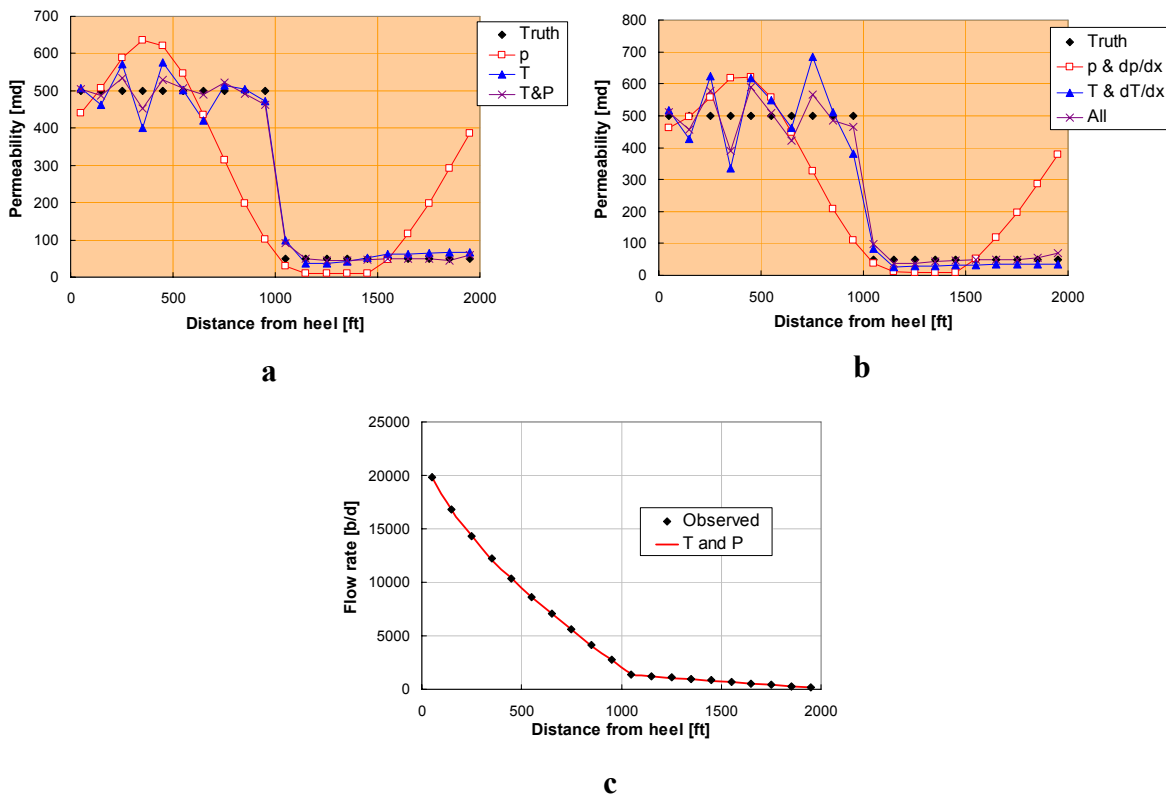 700
600
500
400
300
200
100
0
Permeability [md]
0 500 1000 1500 2000
Distance from heel [ft]
Truth
p
T
T&P
a
800
700
600
500
400
300
200
100
0
Permeability [md]
0 500 1000 1500 2000
Distance from heel [ft]
Truth
p & dp/dx
T & dT/dx
All
b
25000
20000
15000
10000
5000
0
Flow rate [b/d]
0 500 1000 1500 2000
Distance from heel [ft]
Observed
T and P
c